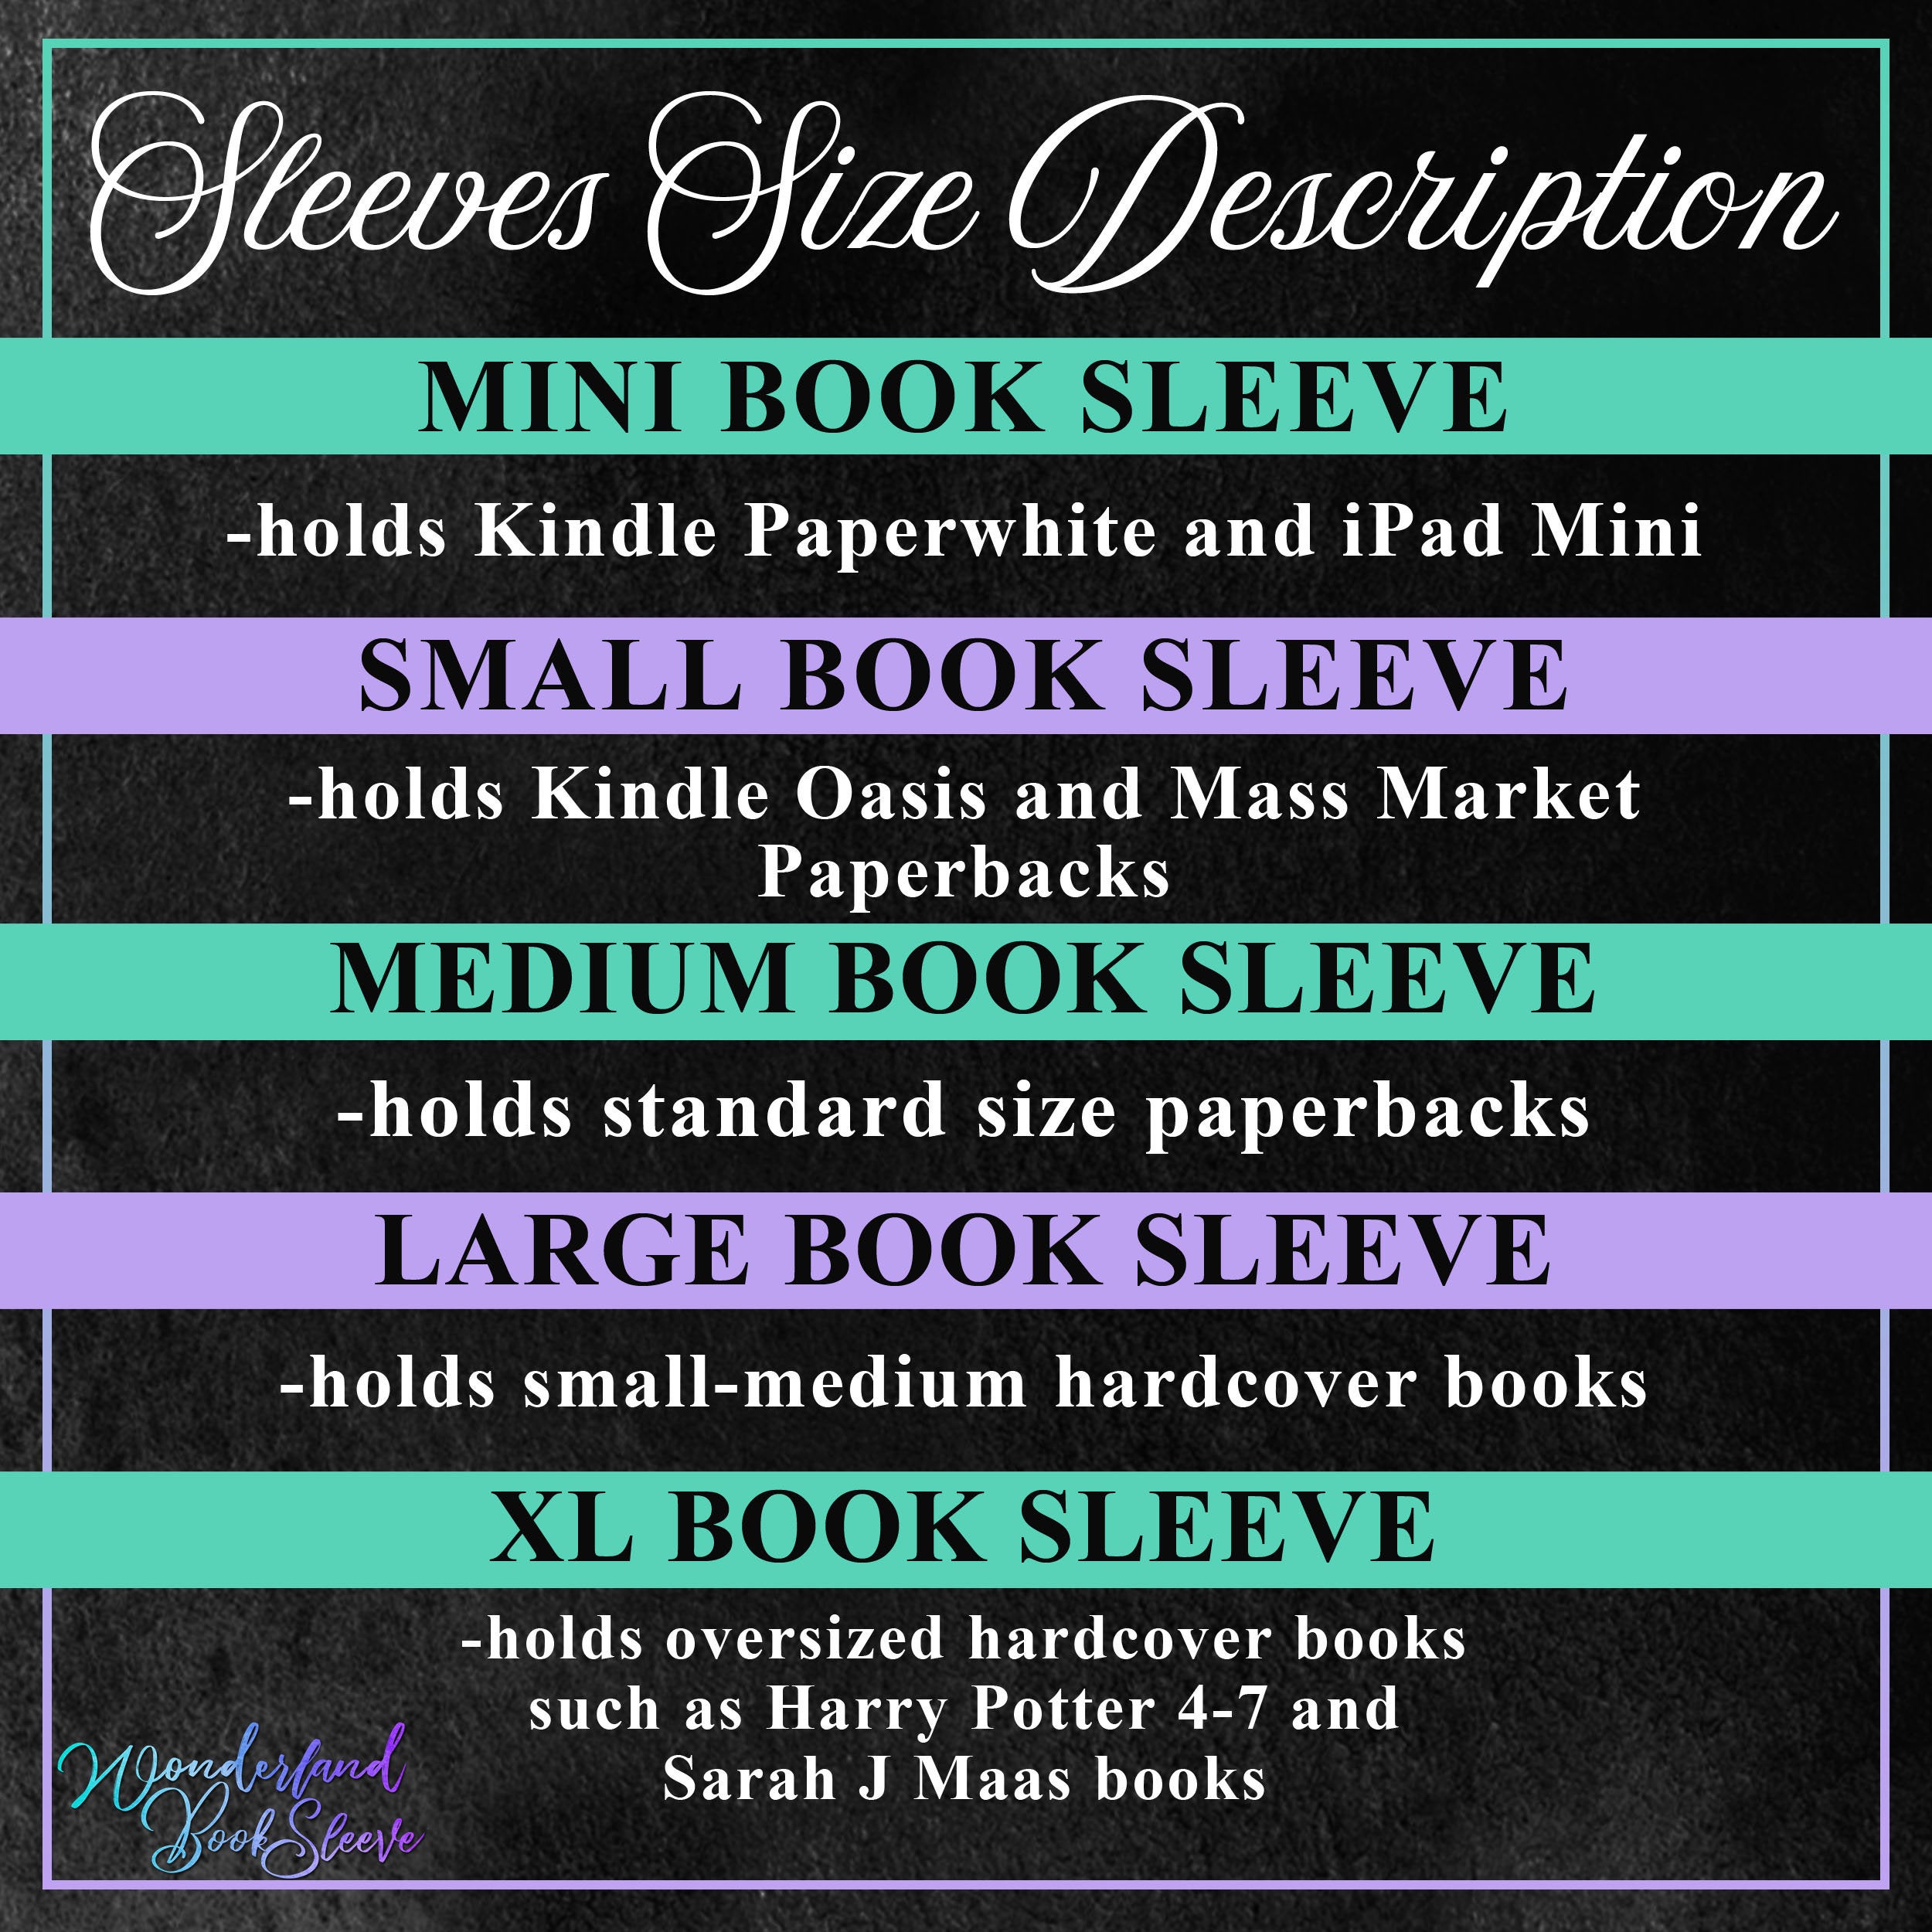 Sleeves Size Description
MINI BOOK SLEEVE
-holds Kindle Paperwhite and iPad Mini
SMALL BOOK SLEEVE
-holds Kindle Oasis and Mass Market
Paperbacks
MEDIUM BOOK SLEEVE
-holds standard size paperbacks
LARGE BOOK SLEEVE
-holds small-medium hardcover books
XL BOOK SLEEVE
-holds oversized hardcover books
such as Harry Potter 4-7 and
Sarah J Maas books
Wonderland
BookSleeve